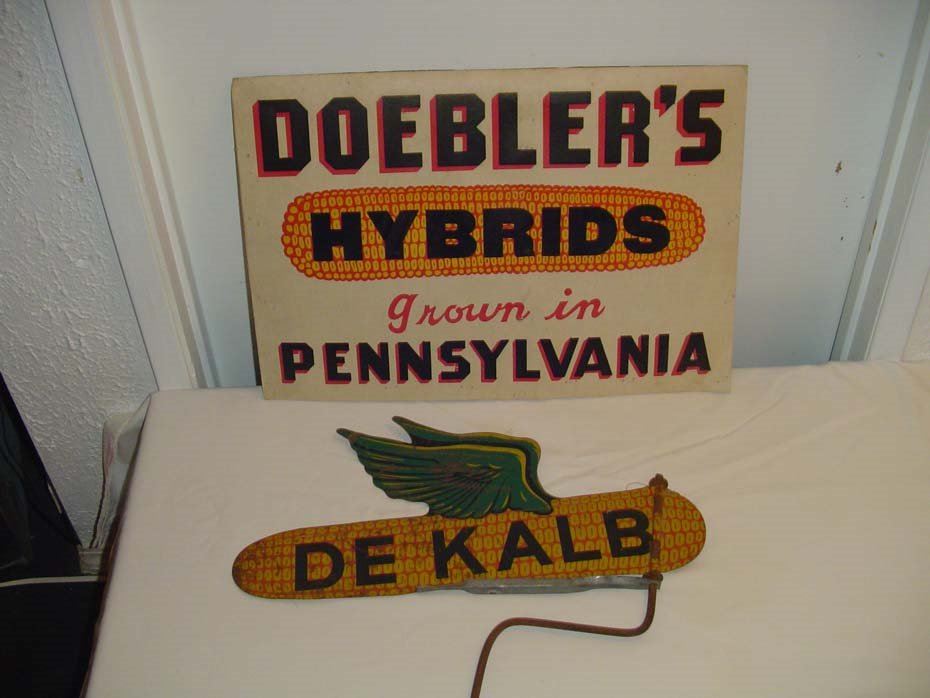 DOEBLER'S
HYBRIDS
grown in
PENNSYLVANIA
DE KALB